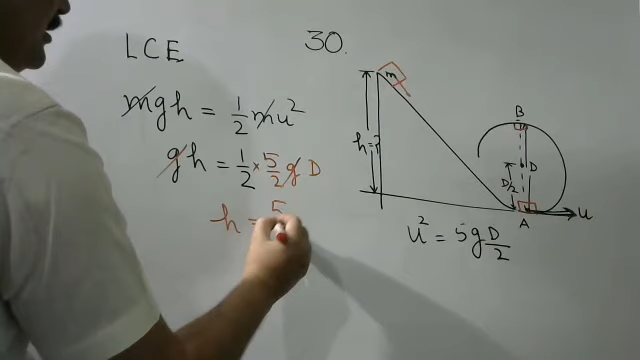 LCE
30.
mgh = 1/2 mu²
gh = 1/2 × 5/2 g D
h = 5
m
h = ?
B
D
D/2
A
u
u² = 5g D/2